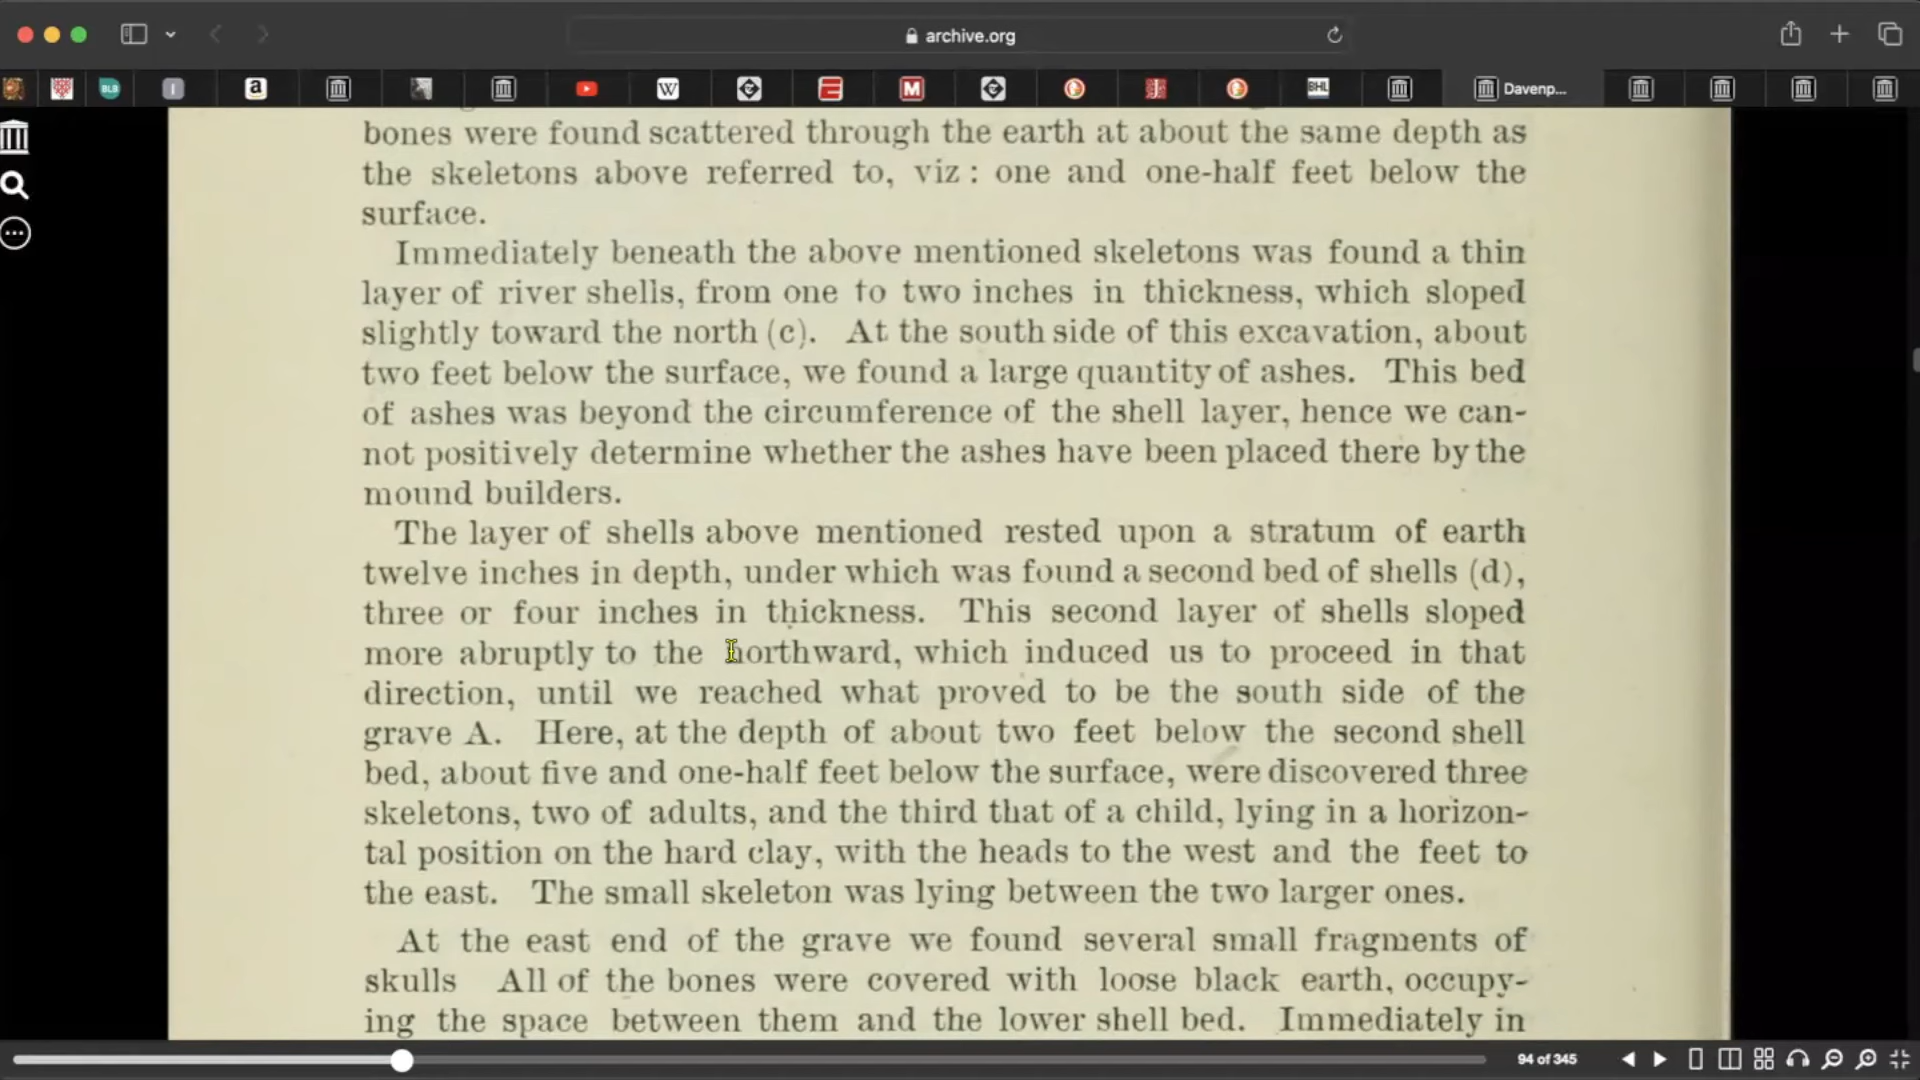 archive.org
BLB
BHL
Davenp...
bones were found scattered through the earth at about the same depth as
the skeletons above referred to, viz : one and one-half feet below the
surface.
Immediately beneath the above mentioned skeletons was found a thin
layer of river shells, from one to two inches in thickness, which sloped
slightly toward the north (c). At the south side of this excavation, about
two feet below the surface, we found a large quantity of ashes. This bed
of ashes was beyond the circumference of the shell layer, hence we can-
not positively determine whether the ashes have been placed there by the
mound builders.
The layer of shells above mentioned rested upon a stratum of earth
twelve inches in depth, under which was found a second bed of shells (d),
three or four inches in thickness. This second layer of shells sloped
more abruptly to the northward, which induced us to proceed in that
direction, until we reached what proved to be the south side of the
grave A. Here, at the depth of about two feet below the second shell
bed, about five and one-half feet below the surface, were discovered three
skeletons, two of adults, and the third that of a child, lying in a horizon-
tal position on the hard clay, with the heads to the west and the feet to
the east. The small skeleton was lying between the two larger ones.
At the east end of the grave we found several small fragments of
skulls All of the bones were covered with loose black earth, occupy-
ing the space between them and the lower shell bed. Immediately in
94 of 345